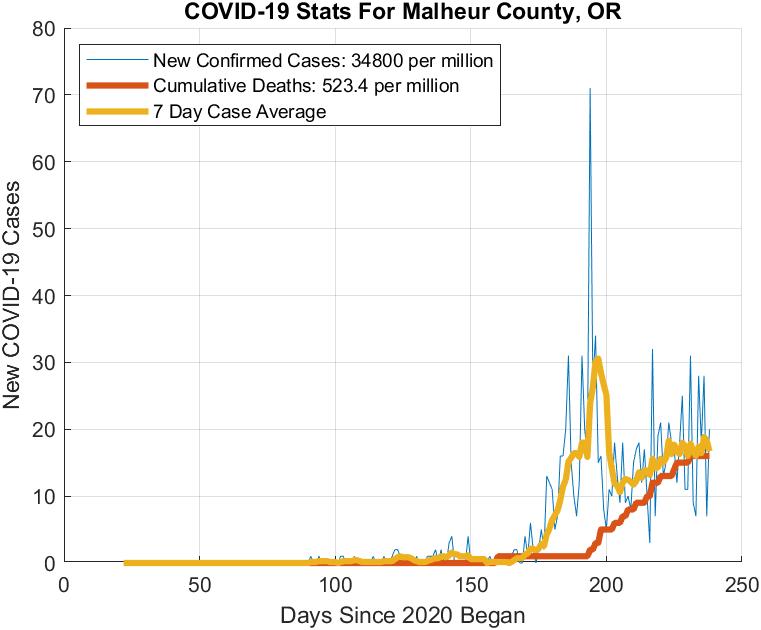 COVID-19 Stats For Malheur County, OR
80
70
60
50
40
30
20
10
0
New COVID-19 Cases
New Confirmed Cases: 34800 per million
Cumulative Deaths: 523.4 per million
7 Day Case Average
0 50 100 150 200 250
Days Since 2020 Began